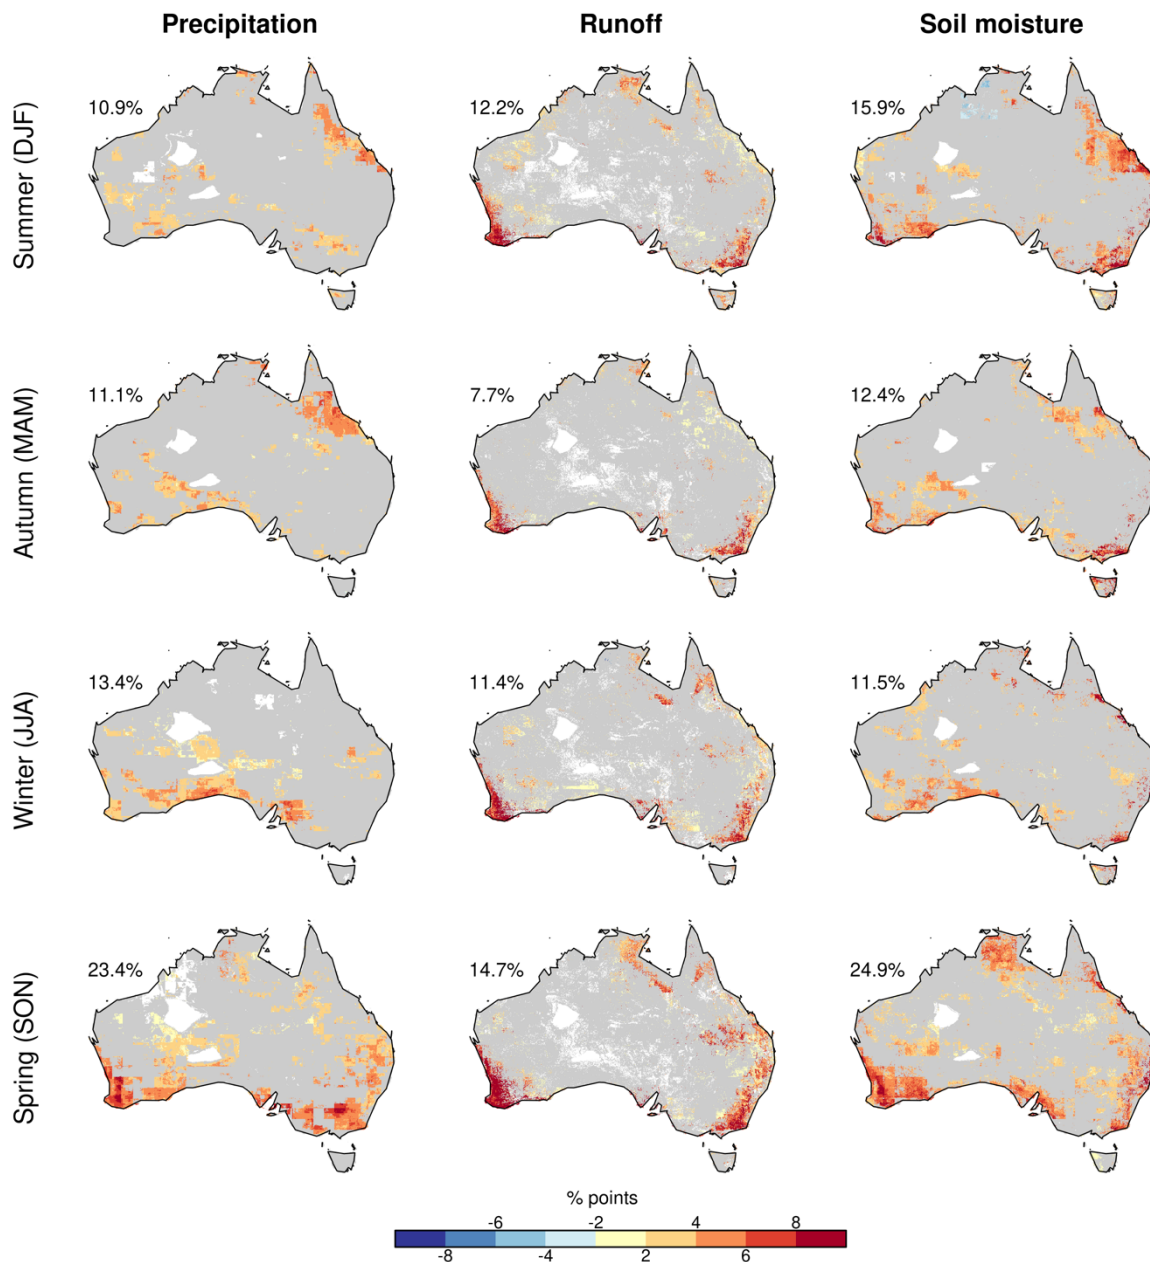 Precipitation Runoff Soil moisture
Summer (DJF)
10.9% 12.2% 15.9%
Autumn (MAM)
11.1% 7.7% 12.4%
Winter (JJA)
13.4% 11.4% 11.5%
Spring (SON)
23.4% 14.7% 24.9%
% points
-6 -2 4 8
-8 -4 2 6